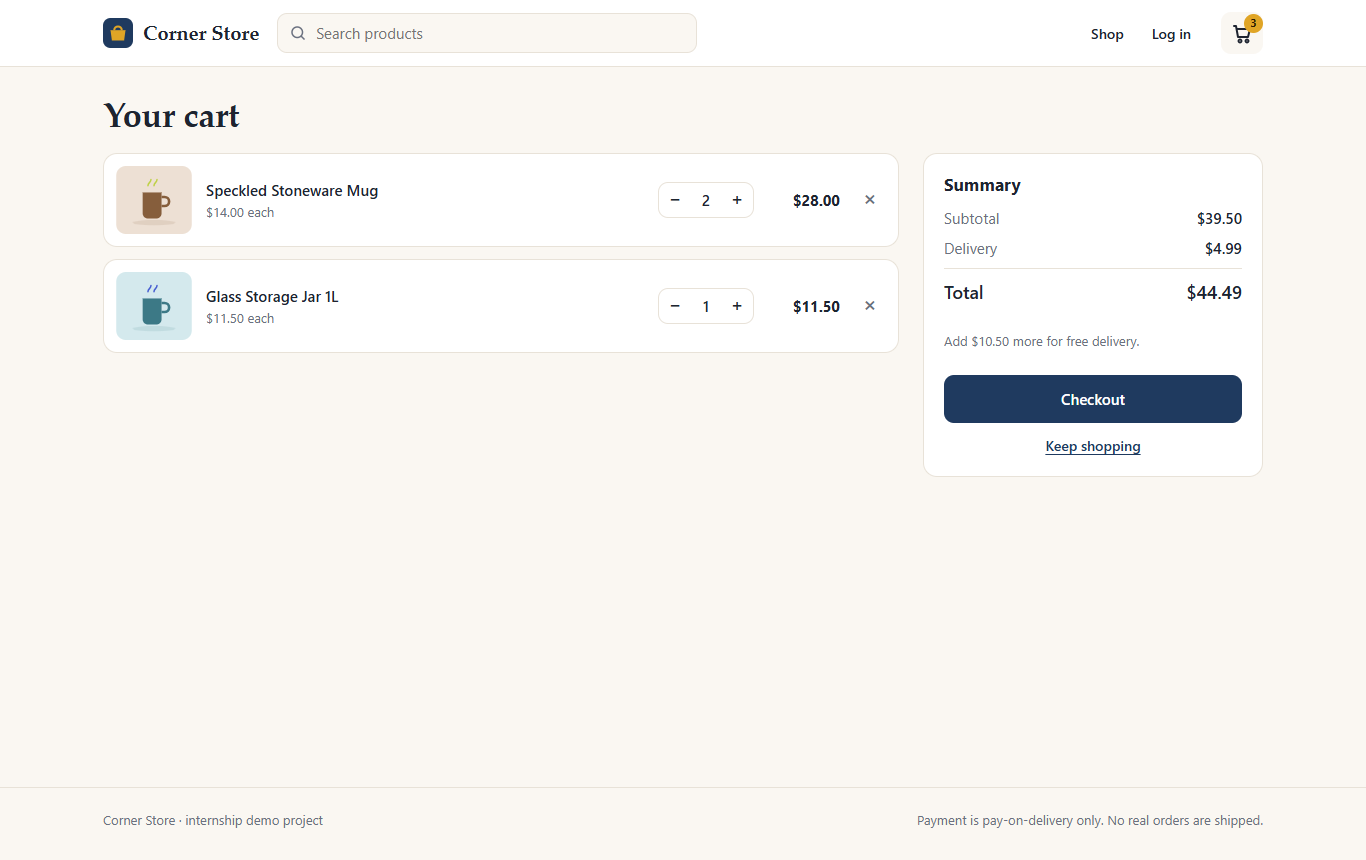 Corner Store
Search products
Shop
Log in
3
Your cart
Speckled Stoneware Mug
$14.00 each
− 2 +
$28.00
✕
Glass Storage Jar 1L
$11.50 each
− 1 +
$11.50
✕
Summary
Subtotal $39.50
Delivery $4.99
Total $44.49
Add $10.50 more for free delivery.
Checkout
Keep shopping
Corner Store · internship demo project
Payment is pay-on-delivery only. No real orders are shipped.